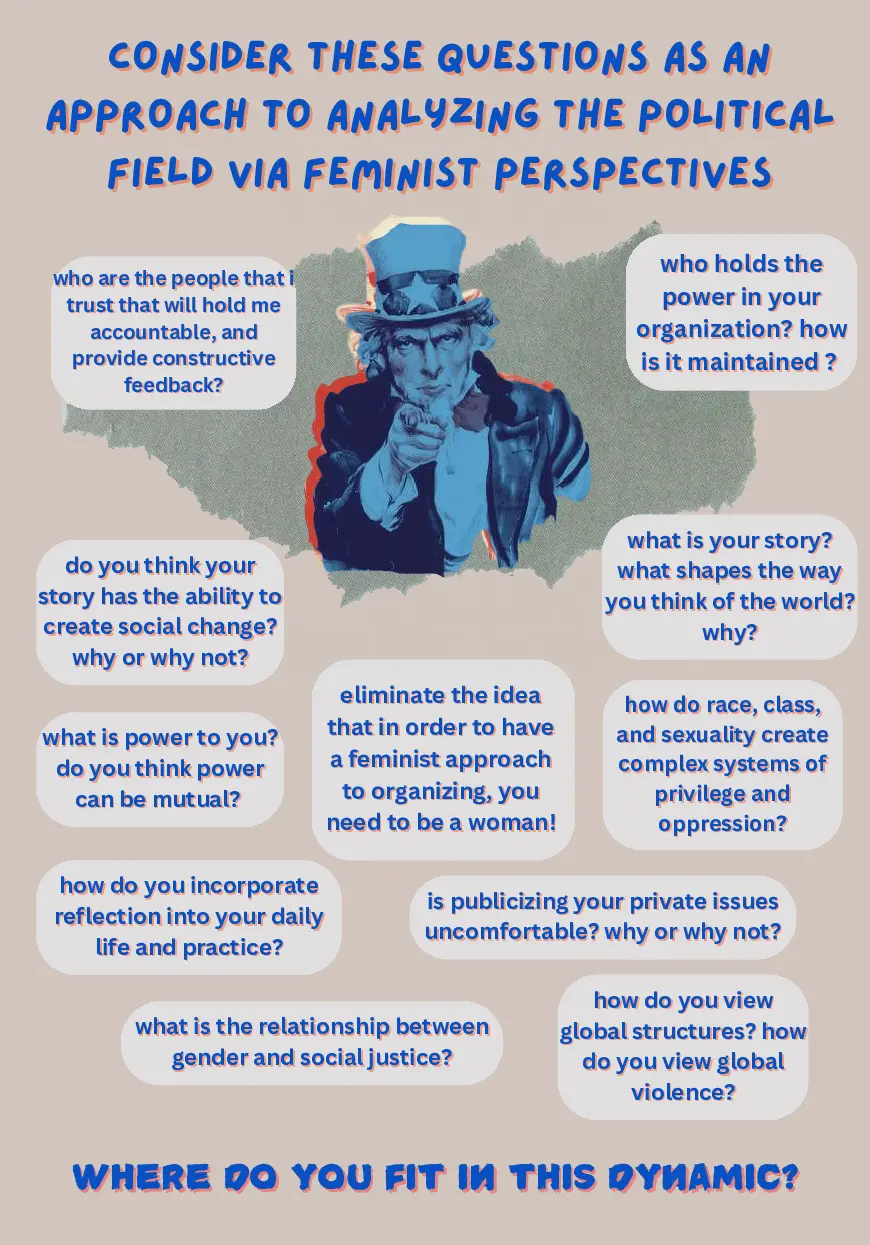 CONSIDER THESE QUESTIONS AS AN
APPROACH TO ANALYZING THE POLITICAL
FIELD VIA FEMINIST PERSPECTIVES
who are the people that i
trust that will hold me
accountable, and
provide constructive
feedback?
who holds the
power in your
organization? how
is it maintained ?
do you think your
story has the ability to
create social change?
why or why not?
what is your story?
what shapes the way
you think of the world?
why?
what is power to you?
do you think power
can be mutual?
eliminate the idea
that in order to have
a feminist approach
to organizing, you
need to be a woman!
how do race, class,
and sexuality create
complex systems of
privilege and
oppression?
how do you incorporate
reflection into your daily
life and practice?
is publicizing your private issues
uncomfortable? why or why not?
what is the relationship between
gender and social justice?
how do you view
global structures? how
do you view global
violence?
WHERE DO YOU FIT IN THIS DYNAMIC?